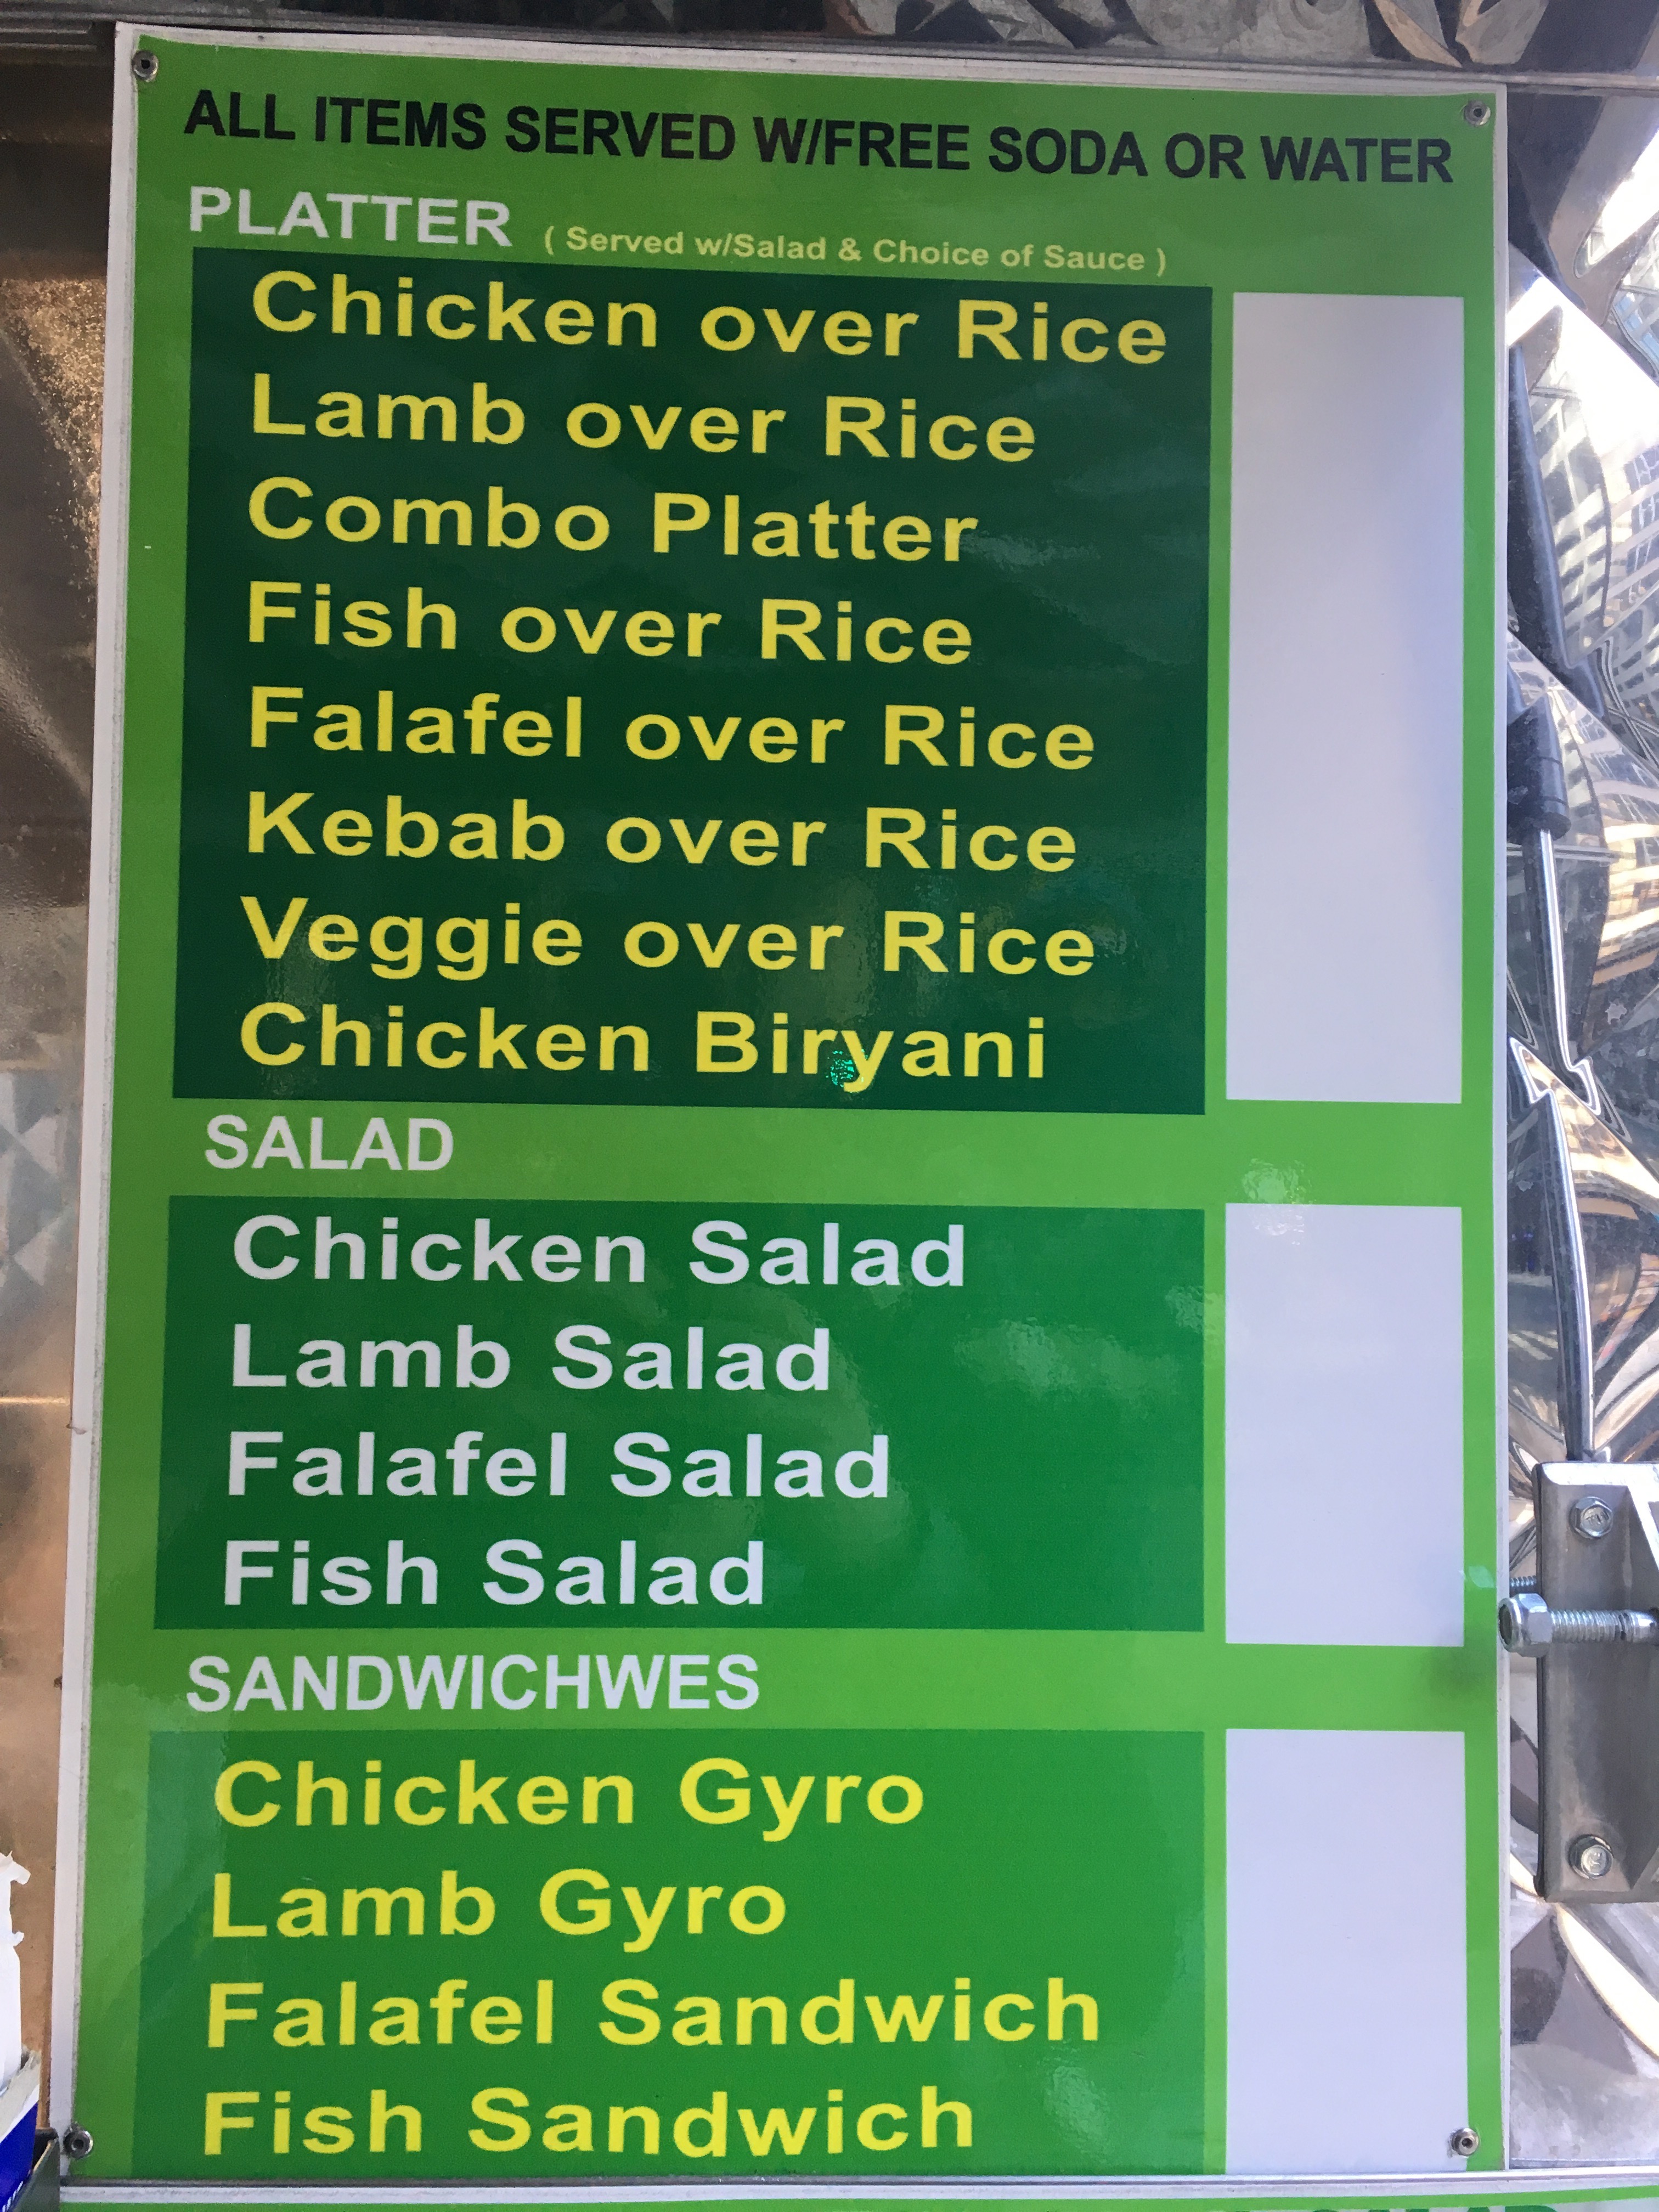 ALL ITEMS SERVED W/FREE SODA OR WATER
PLATTER ( Served w/Salad & Choice of Sauce )
Chicken over Rice
Lamb over Rice
Combo Platter
Fish over Rice
Falafel over Rice
Kebab over Rice
Veggie over Rice
Chicken Biryani
SALAD
Chicken Salad
Lamb Salad
Falafel Salad
Fish Salad
SANDWICHWES
Chicken Gyro
Lamb Gyro
Falafel Sandwich
Fish Sandwich